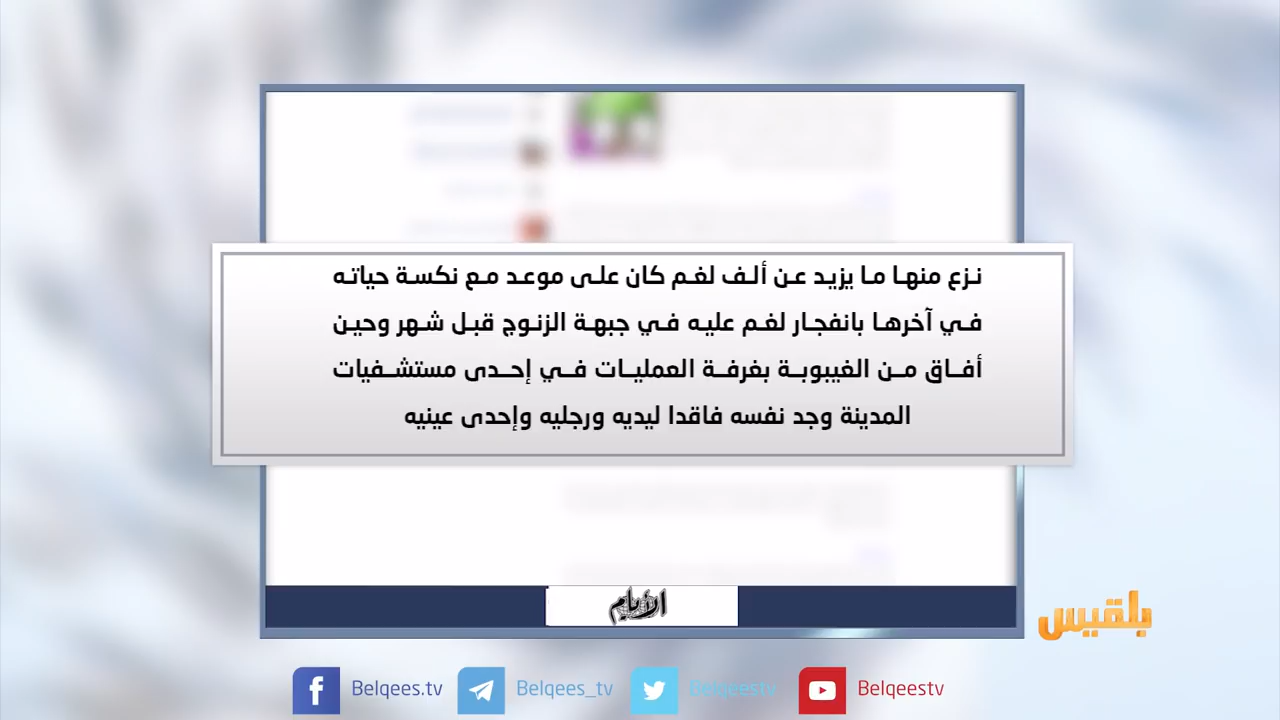 نزع منها ما يزيد عن ألف لغم كان على موعد مع نكسة حياته
في آخرها بانفجار لغم عليه في جبهة الزنوج قبل شهر وحين
أفاق من الغيبوبة بغرفة العمليات في إحدى مستشفيات
المدينة وجد نفسه فاقدا ليديه ورجليه وإحدى عينيه
الأيام
بلقيس
Belqees.tv
Belqees_tv
Belqeestv
Belqeestv